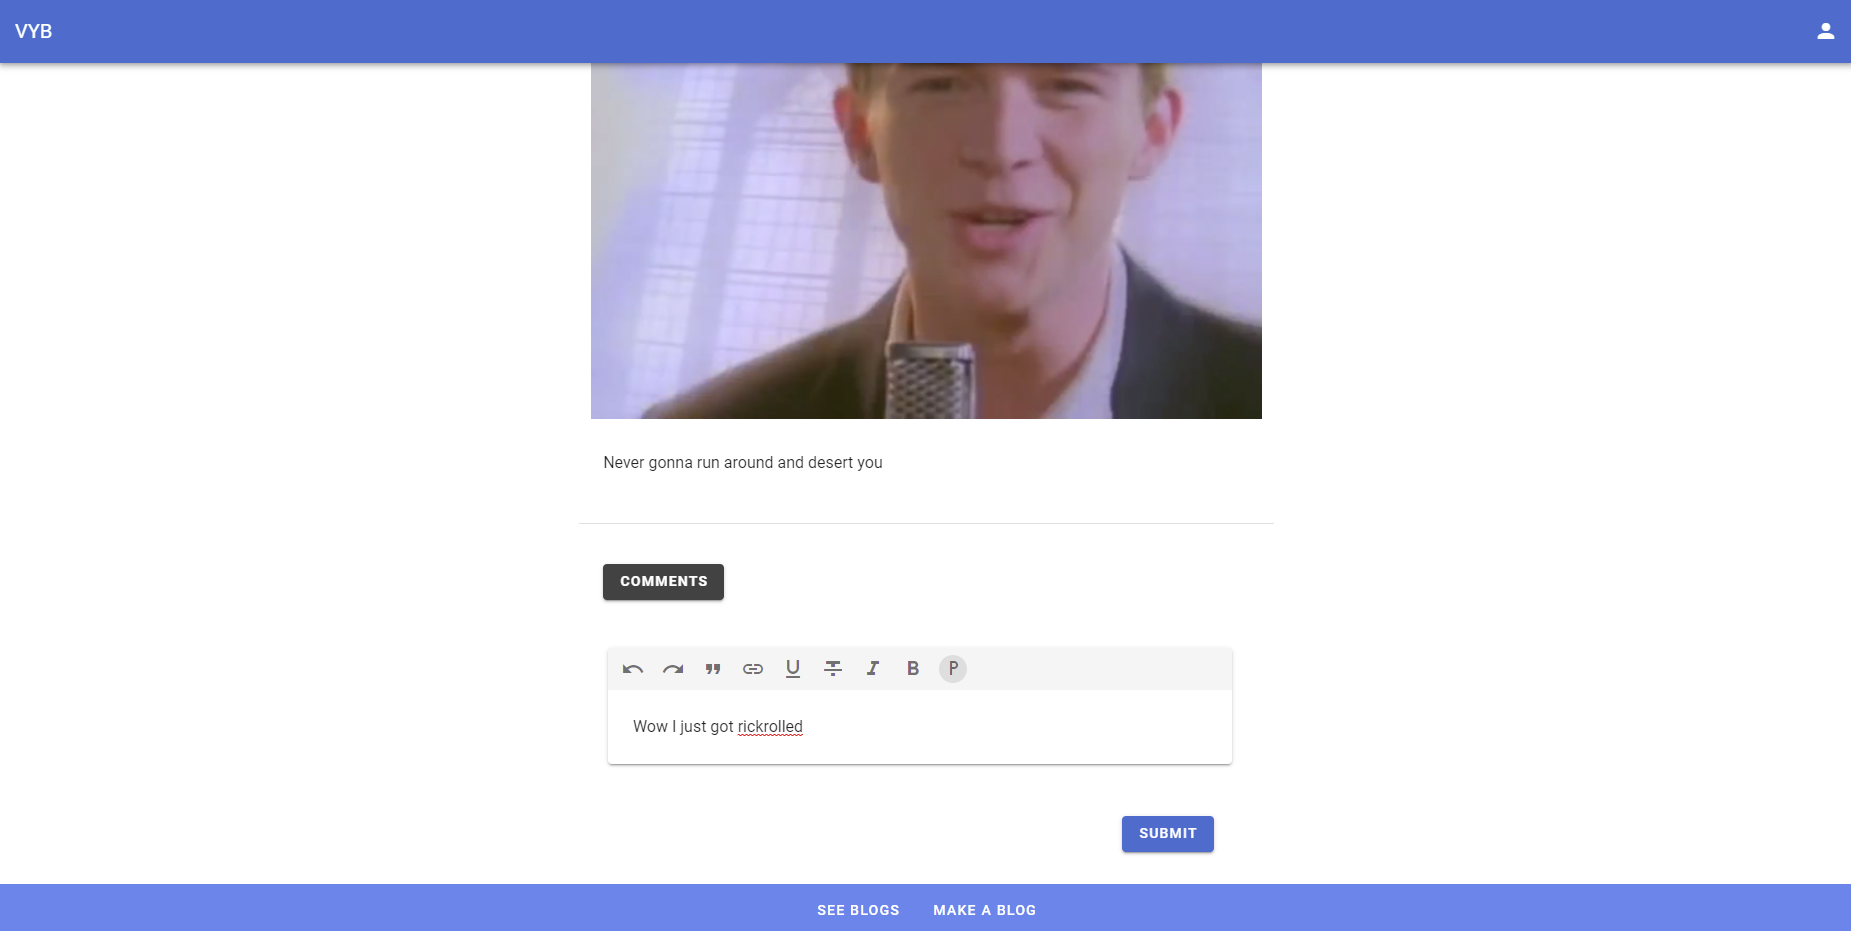 VYB
Never gonna run around and desert you
COMMENTS
U T I B P
Wow I just got rickrolled
SUBMIT
SEE BLOGS MAKE A BLOG